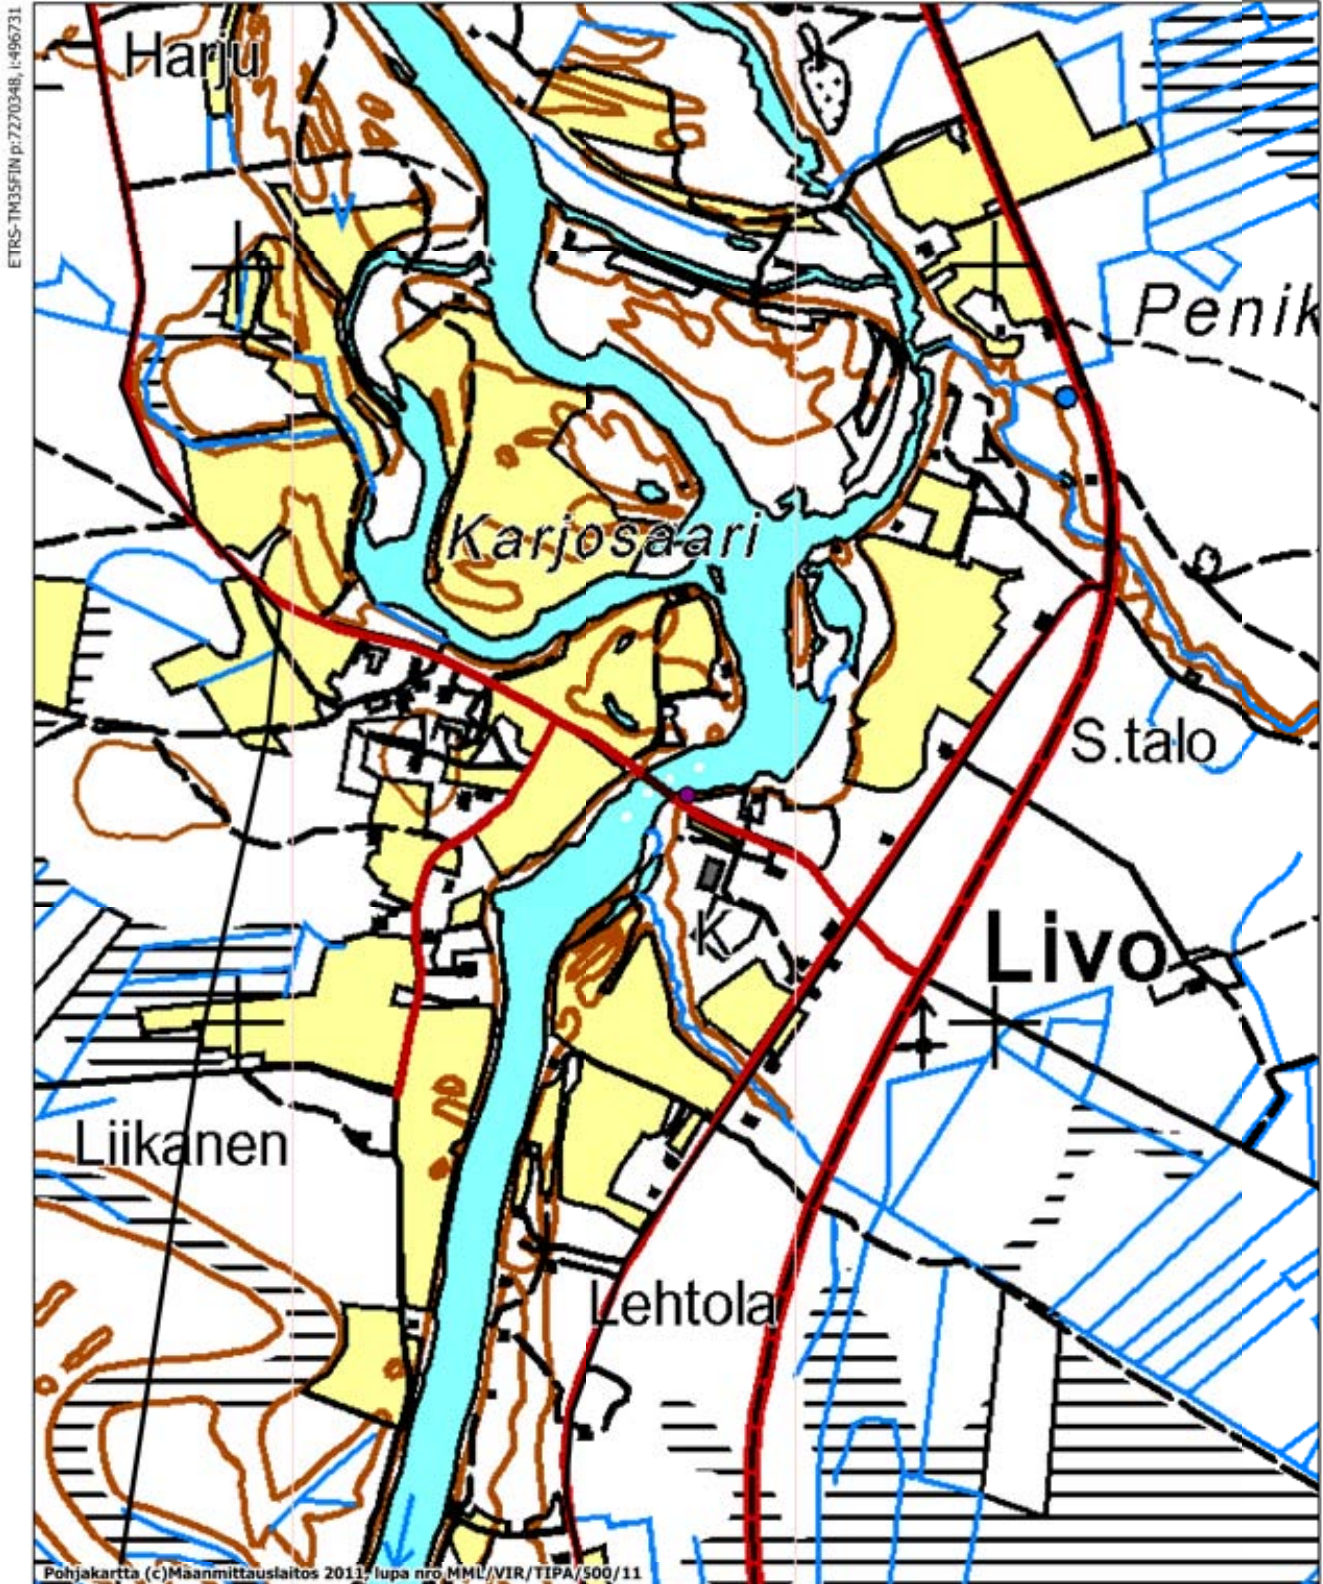 ETRS-TM35FIN p:7270348, i:496731
Harju
Penik
Karjosaari
S.talo
K
Livo
Liikanen
Lehtola
Pohjakartta (c)Maanmittauslaitos 2011, lupa nro MML/VIR/TIPA/500/11